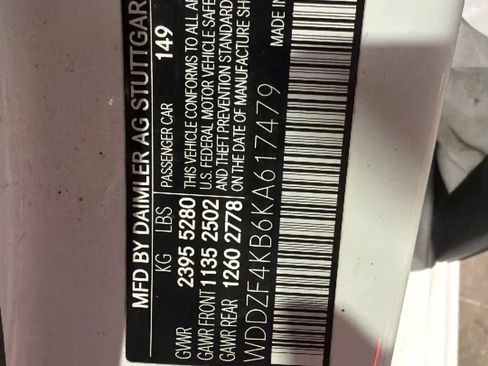 MFD BY DAIMLER AG STUTTGAR
KG LBS PASSENGER CAR 149
GVWR 2395 5280 THIS VEHICLE CONFORMS TO ALL A
GAWR FRONT 1135 2502 U.S. FEDERAL MOTOR VEHICLE SAFE
GAWR REAR 1260 2778 AND THEFT PREVENTION STANDARD
ON THE DATE OF MANUFACTURE SH
WDDZF4KB6KA617479 MADE IN